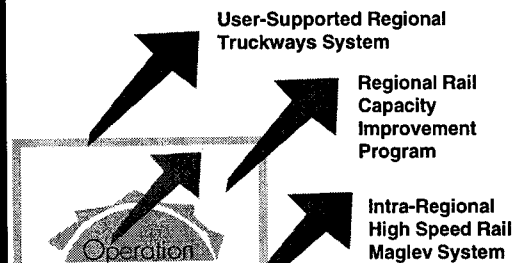 User-Supported Regional
Truckways System
Regional Rail
Capacity
Improvement
Program
Intra-Regional
High Speed Rail
Maglev System
Operation